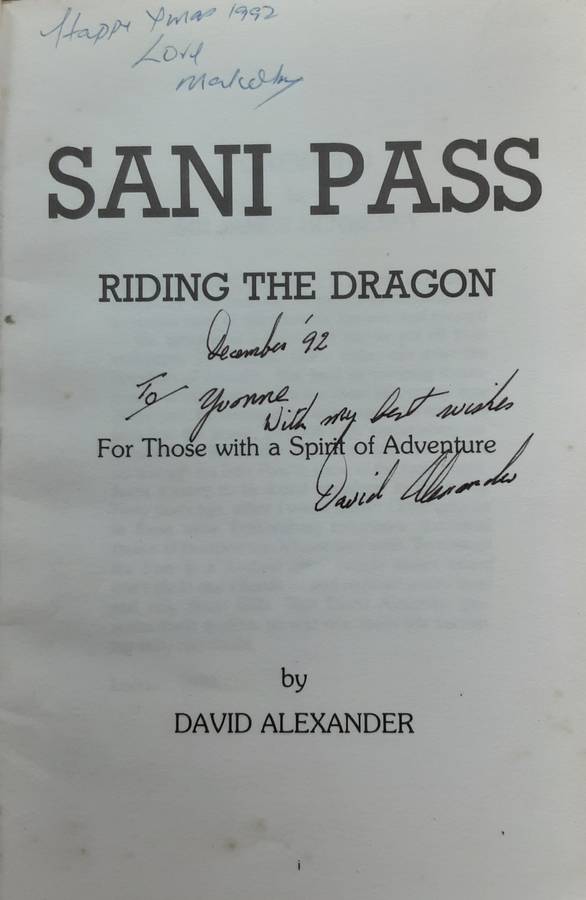 Happy Xmas 1992
Love
SANI PASS
RIDING THE DRAGON
December '92
To Yvonne
With my best wishes
For Those with a Spirit of Adventure
David Alexander
by
DAVID ALEXANDER
i